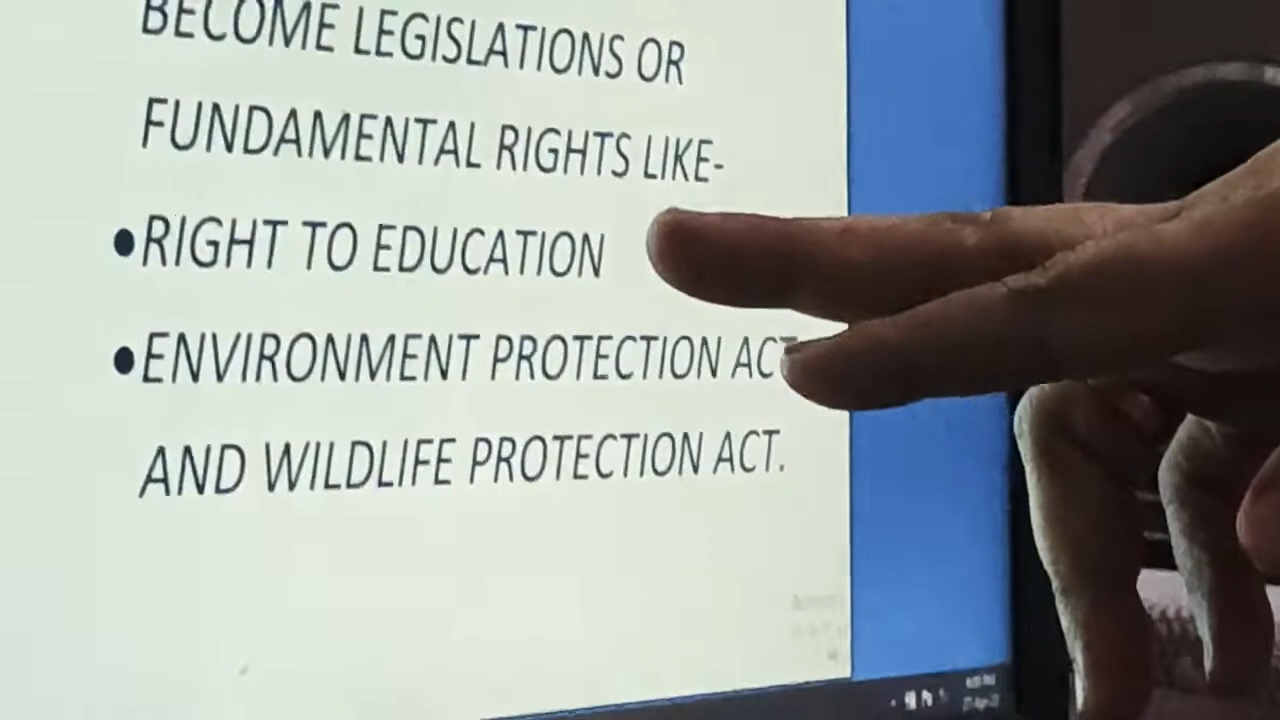 BECOME LEGISLATIONS OR
FUNDAMENTAL RIGHTS LIKE-
•RIGHT TO EDUCATION
•ENVIRONMENT PROTECTION ACT
AND WILDLIFE PROTECTION ACT.